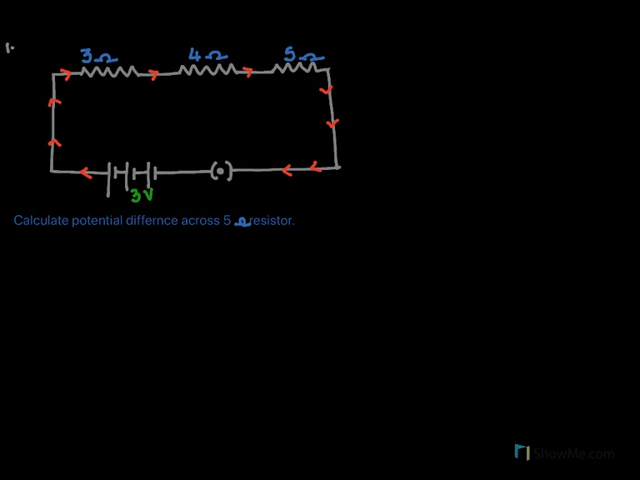 1.
3Ω 4Ω 5Ω
3V
Calculate potential differnce across 5 Ω resistor.
ShowMe.com